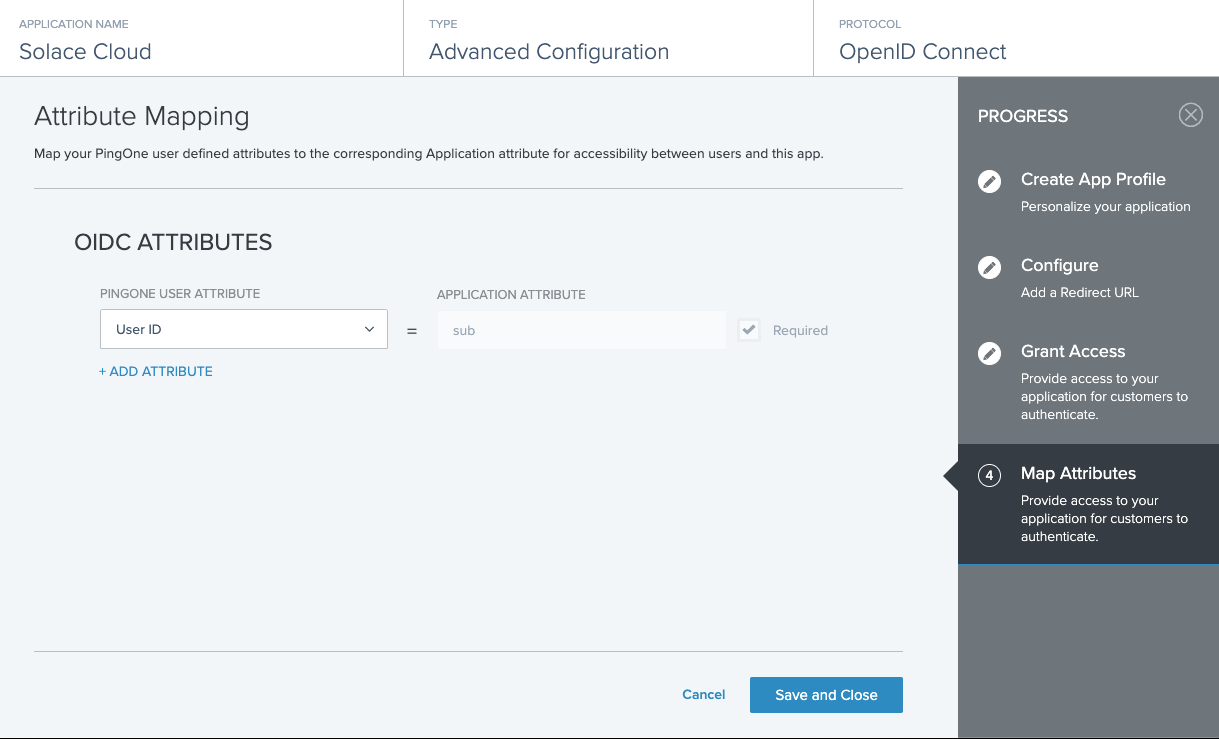 APPLICATION NAME
Solace Cloud
TYPE
Advanced Configuration
PROTOCOL
OpenID Connect
Attribute Mapping
Map your PingOne user defined attributes to the corresponding Application attribute for accessibility between users and this app.
OIDC ATTRIBUTES
PINGONE USER ATTRIBUTE
APPLICATION ATTRIBUTE
User ID
=
sub
Required
+ ADD ATTRIBUTE
Cancel
Save and Close
PROGRESS
Create App Profile
Personalize your application
Configure
Add a Redirect URL
Grant Access
Provide access to your
application for customers to
authenticate.
4
Map Attributes
Provide access to your
application for customers to
authenticate.